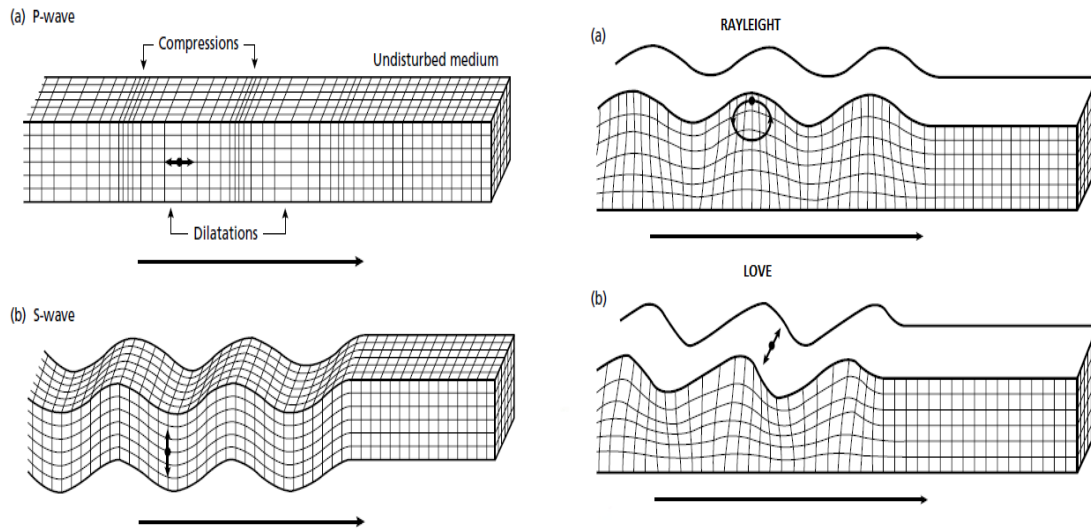 (a) P-wave
Compressions
Undisturbed medium
Dilatations
(b) S-wave
RAYLEIGHT
(a)
LOVE
(b)